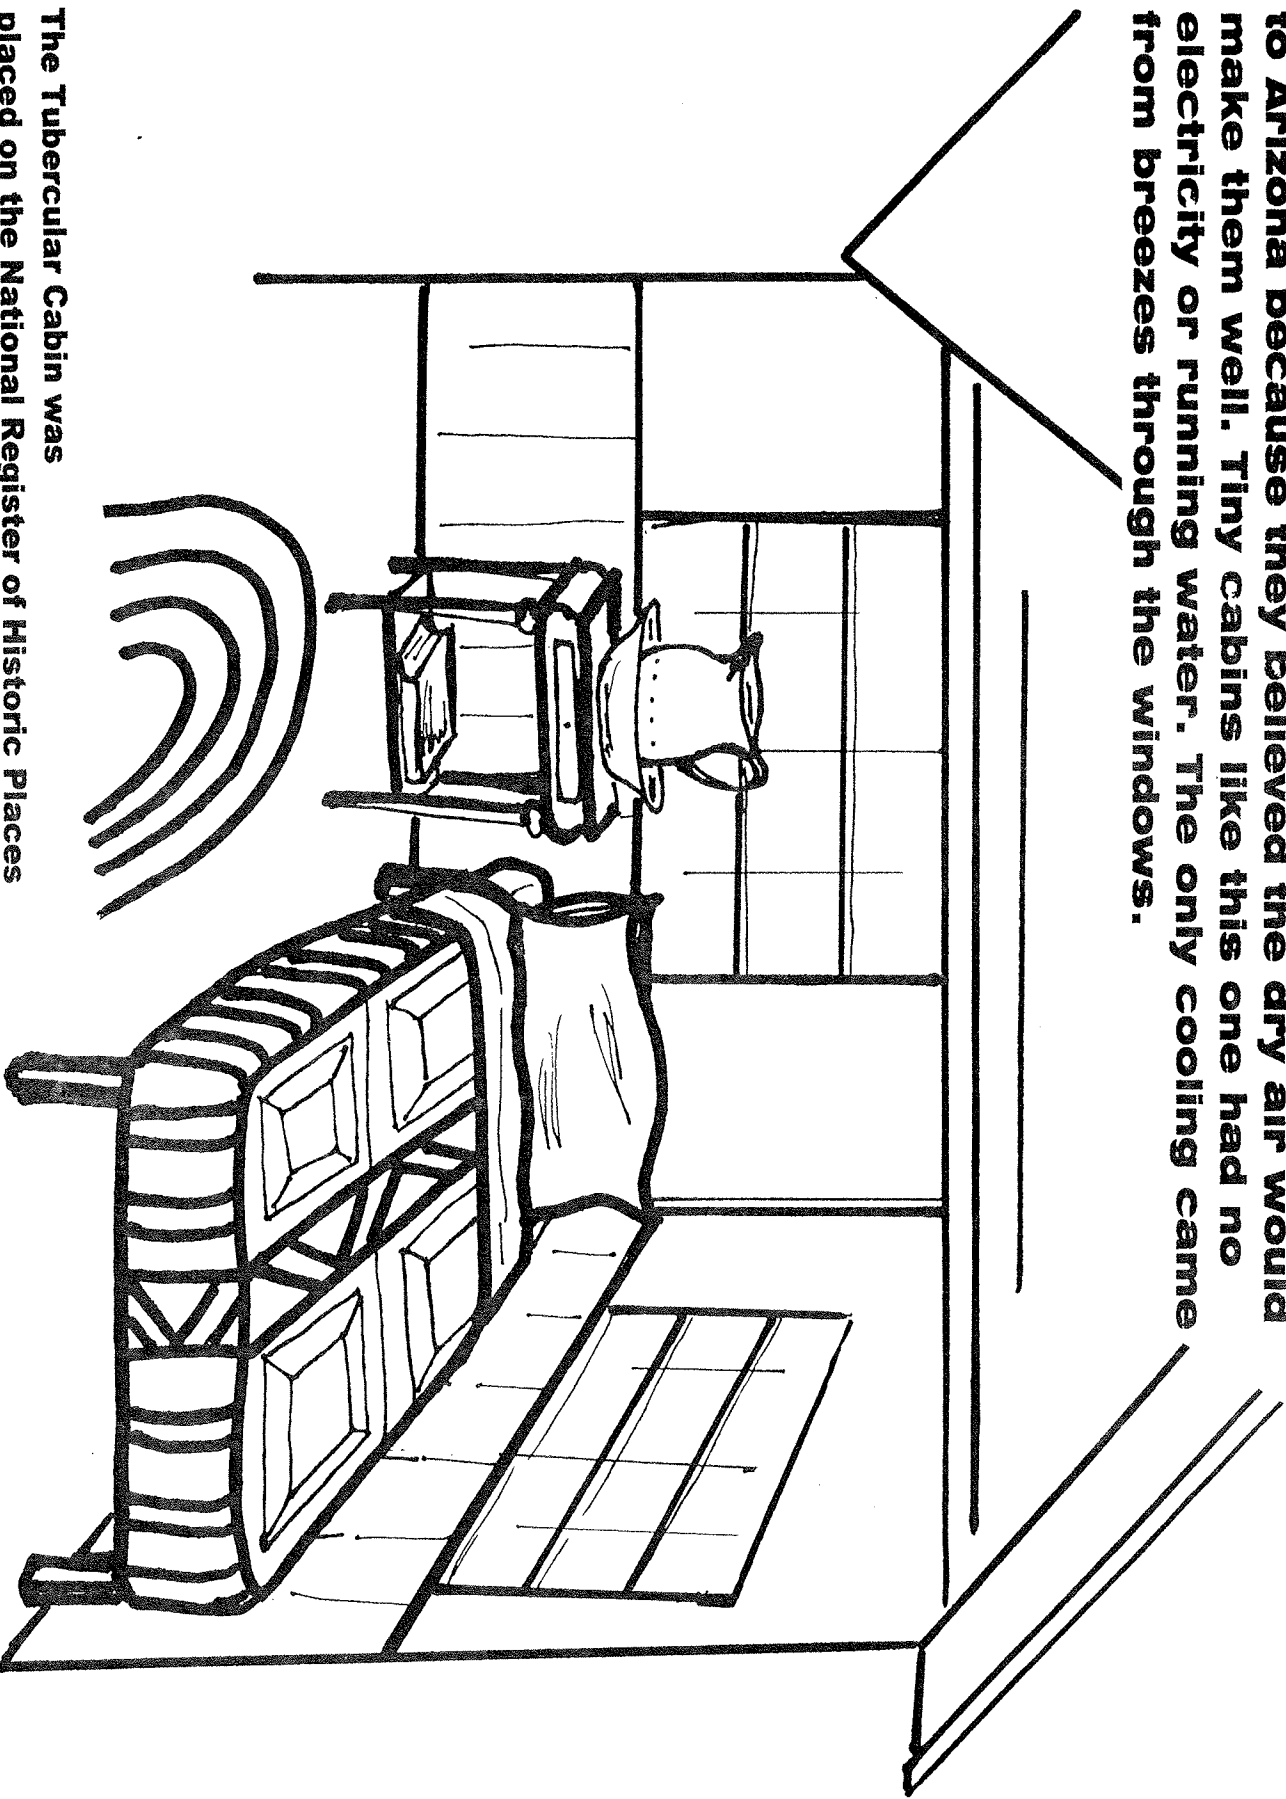 to Arizona because they believed the dry air would
make them well. Tiny cabins like this one had no
electricity or running water. The only cooling came
from breezes through the windows.
The Tubercular Cabin was
placed on the National Register of Historic Places